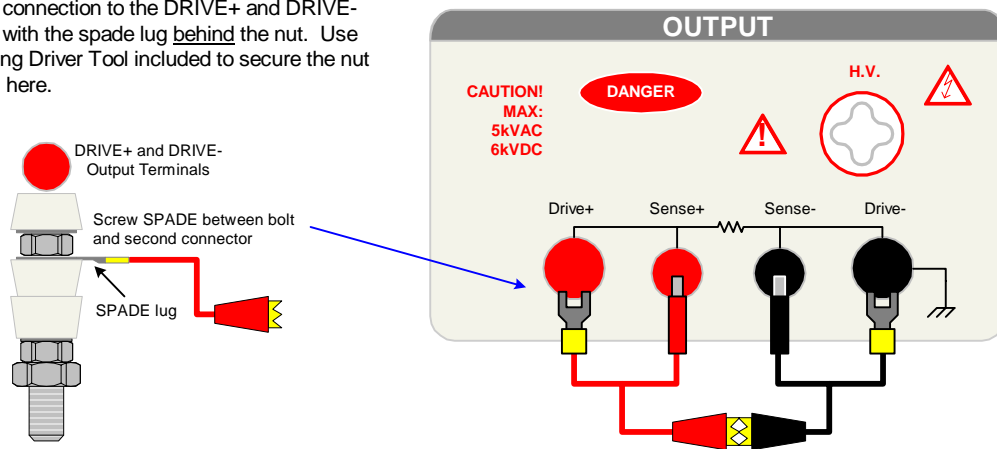 connection to the DRIVE+ and DRIVE-
with the spade lug behind the nut. Use
ng Driver Tool included to secure the nut
here.
DRIVE+ and DRIVE-
Output Terminals
Screw SPADE between bolt
and second connector
SPADE lug
OUTPUT
CAUTION!
MAX:
5kVAC
6kVDC
DANGER
H.V.
!
Drive+ Sense+ Sense- Drive-